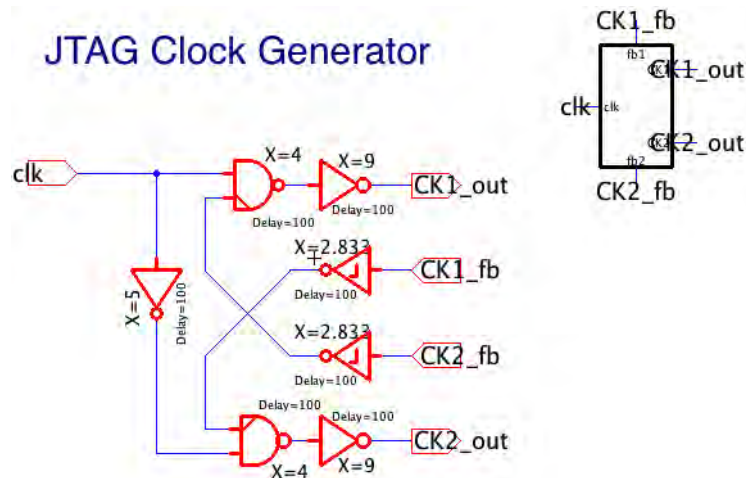 JTAG Clock Generator
CK1_fb
fb1
CK1_out
clk
clk
CK2_out
fb2
CK2_fb
clk
X=4
X=9
CK1_out
Delay=100
Delay=100
X=2.833
CK1_fb
Delay=100
X=5
Delay=100
X=2.833
CK2_fb
Delay=100
Delay=100
Delay=100
CK2_out
X=4
X=9